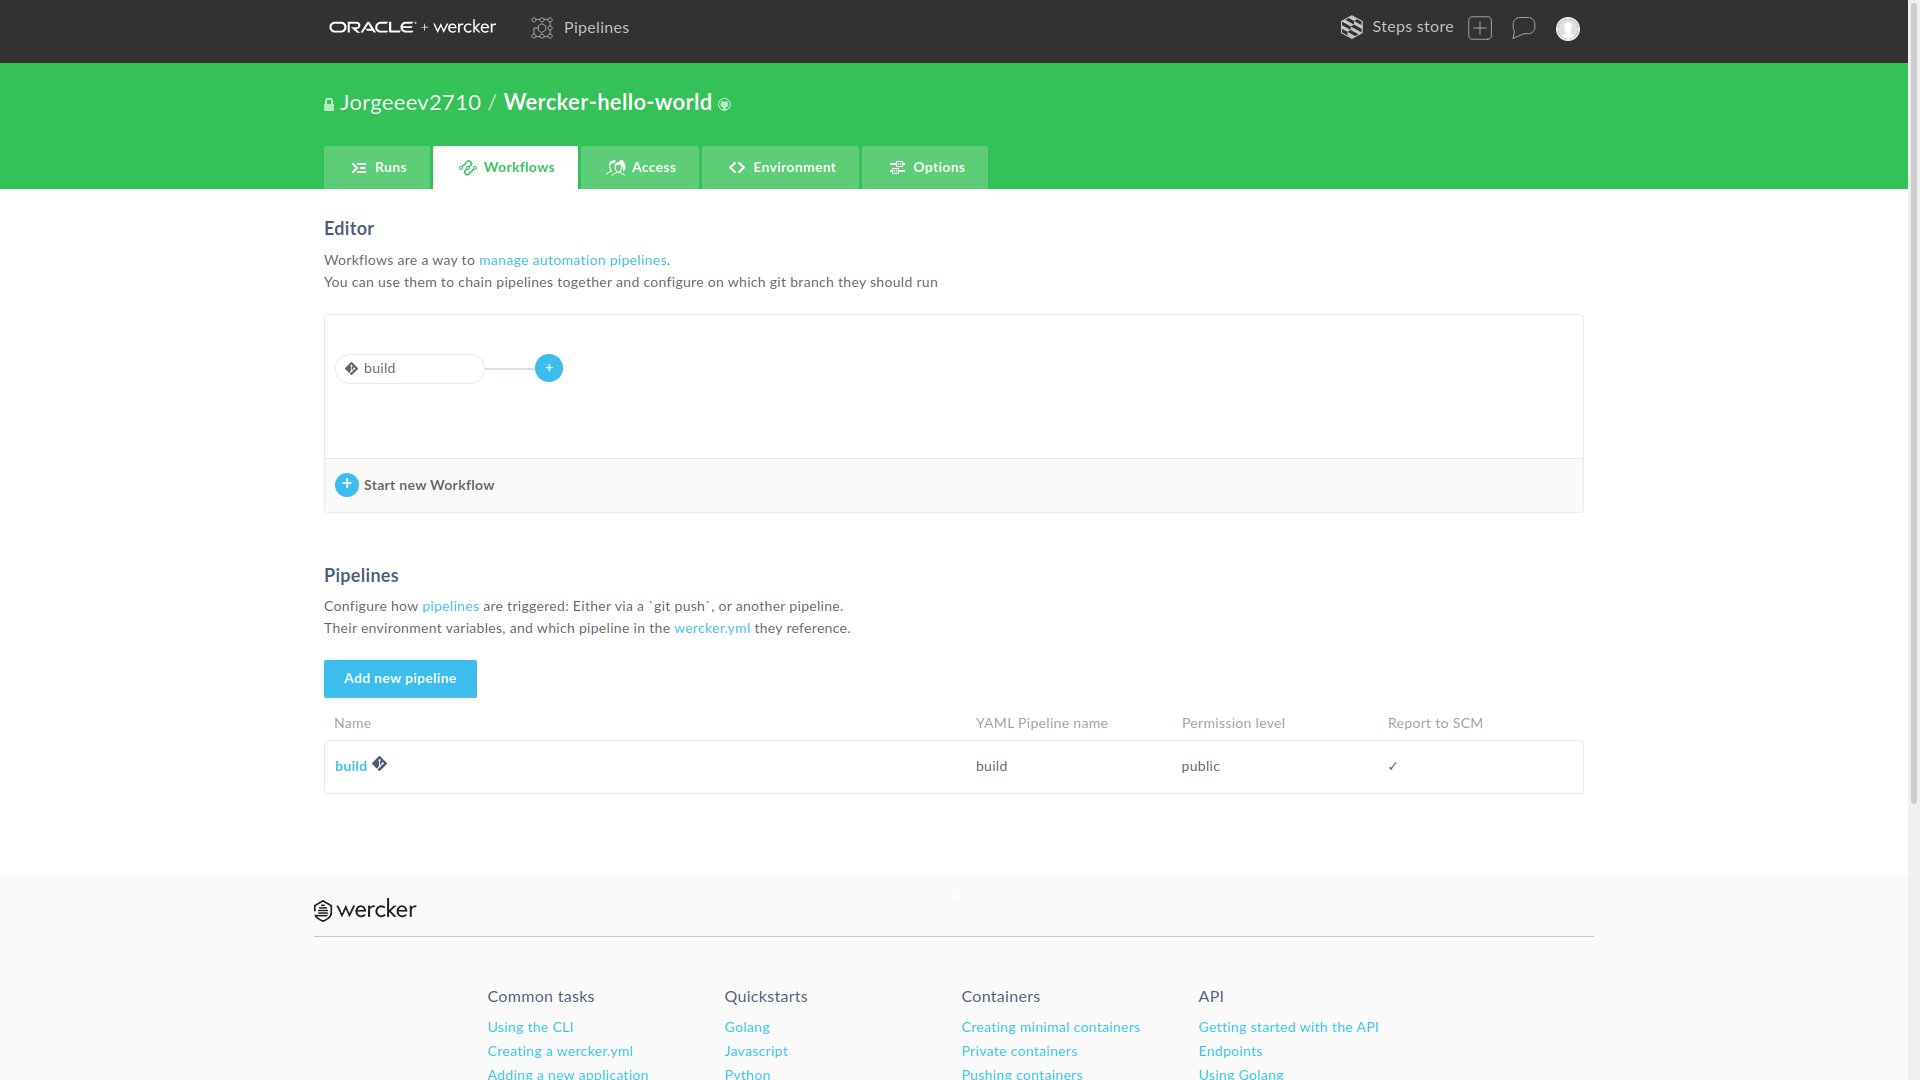 ORACLE + wercker
Pipelines
Steps store
Jorgeeev2710 / Wercker-hello-world
Runs
Workflows
Access
Environment
Options
Editor
Workflows are a way to manage automation pipelines.
You can use them to chain pipelines together and configure on which git branch they should run
build
+
+ Start new Workflow
Pipelines
Configure how pipelines are triggered: Either via a `git push`, or another pipeline.
Their environment variables, and which pipeline in the wercker.yml they reference.
Add new pipeline
Name YAML Pipeline name Permission level Report to SCM
build build public ✓
wercker
Common tasks
Using the CLI
Creating a wercker.yml
Adding a new application
Quickstarts
Golang
Javascript
Python
Containers
Creating minimal containers
Private containers
Pushing containers
API
Getting started with the API
Endpoints
Using Golang